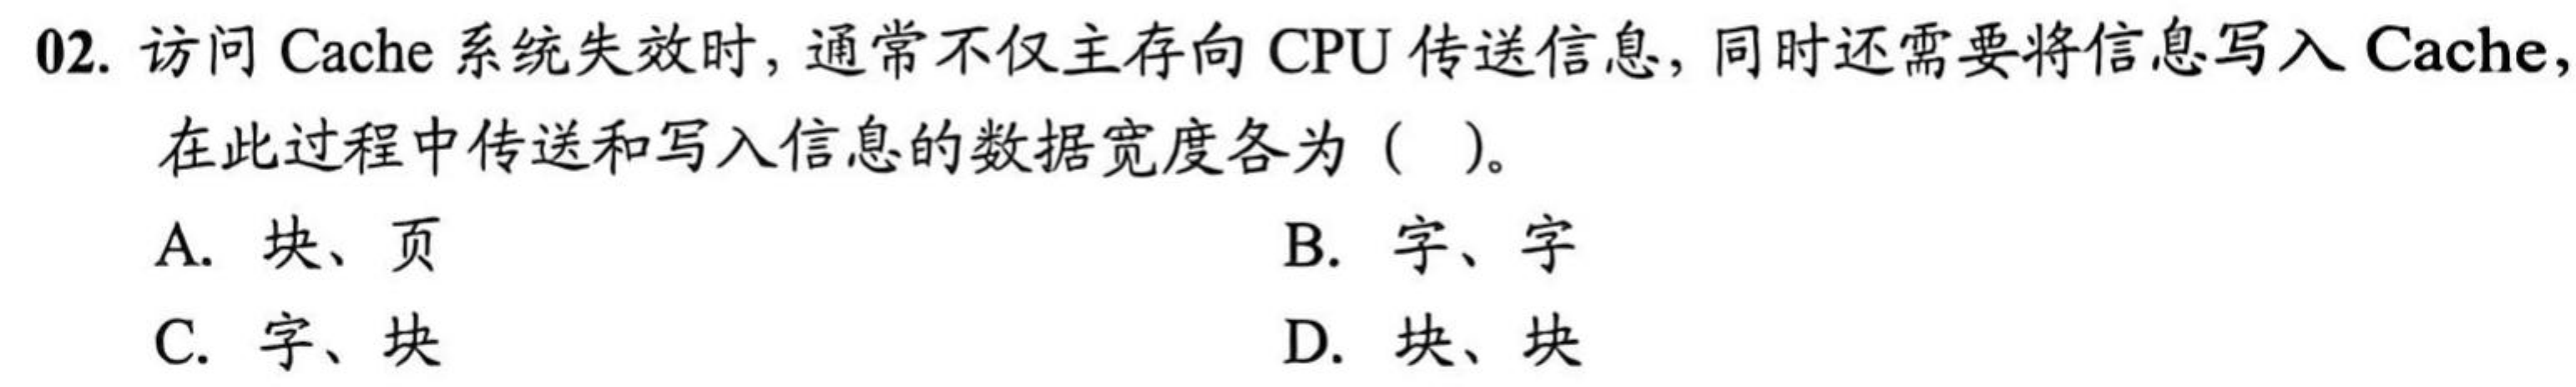 02. 访问 Cache 系统失效时, 通常不仅主存向 CPU 传送信息, 同时还需要将信息写入 Cache,
在此过程中传送和写入信息的数据宽度各为 ( )。
A. 块、页 B. 字、字
C. 字、块 D. 块、块